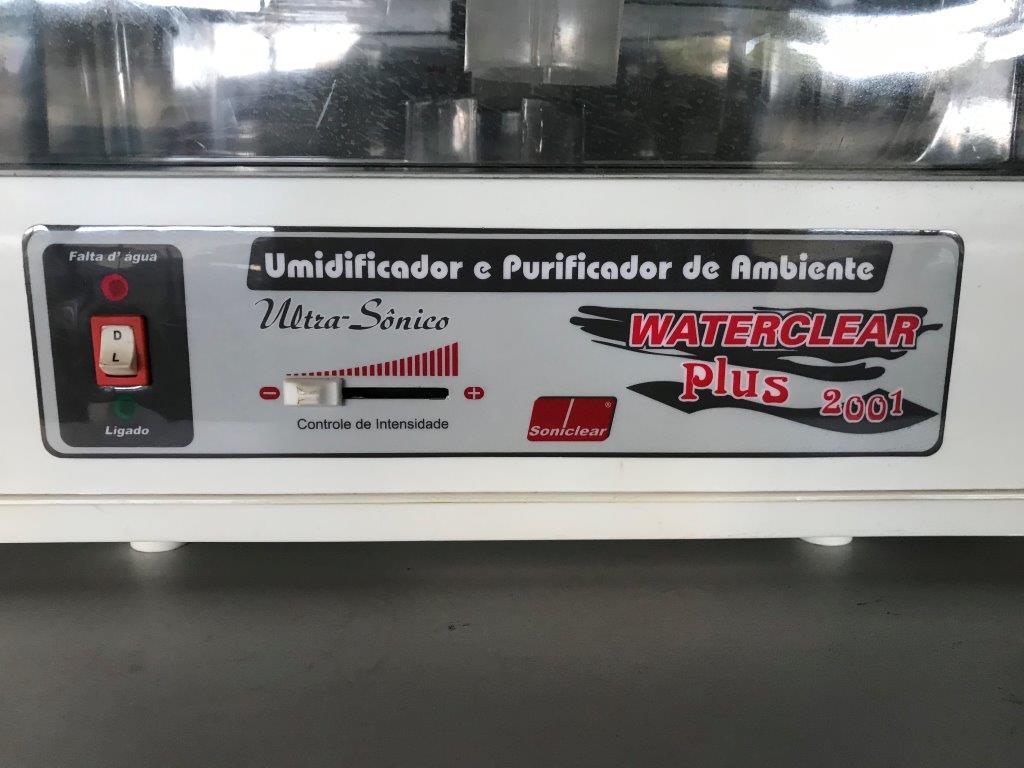 Falta d' água
D
L
Ligado
Umidificador e Purificador de Ambiente
Ultra-Sônico
- +
Controle de Intensidade
Soniclear®
WATERCLEAR
plus 2001